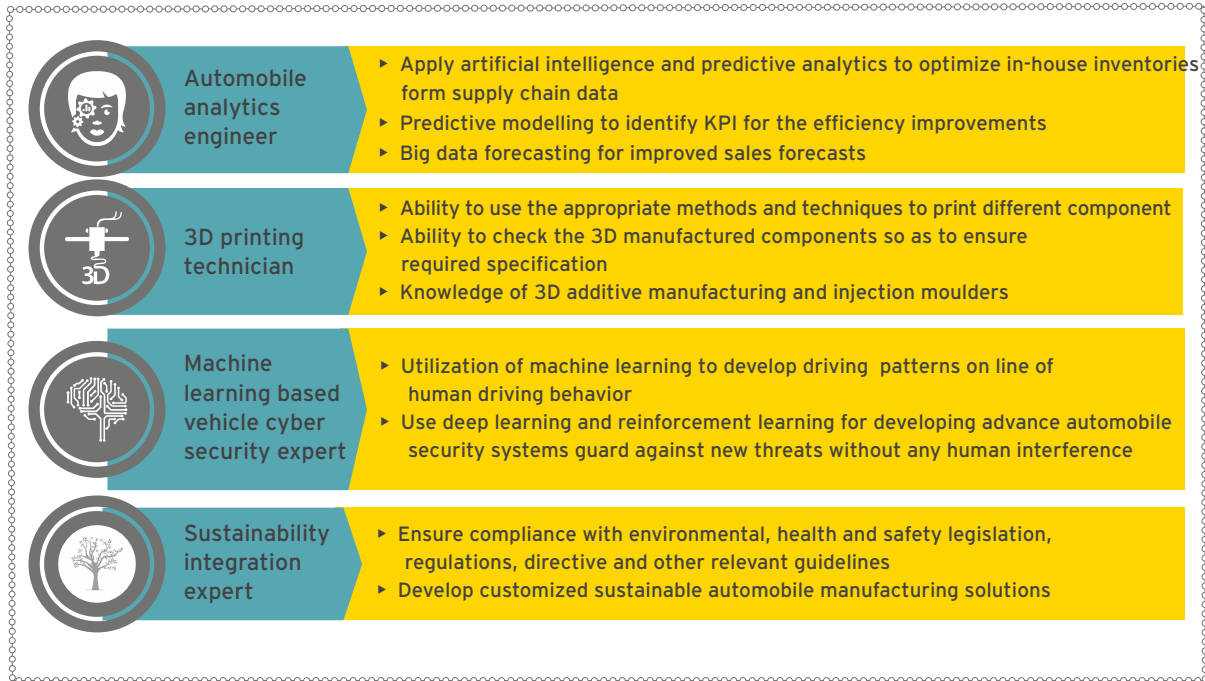 Automobile
analytics
engineer
▸ Apply artificial intelligence and predictive analytics to optimize in-house inventories
form supply chain data
▸ Predictive modelling to identify KPI for the efficiency improvements
▸ Big data forecasting for improved sales forecasts
3D
3D printing
technician
▸ Ability to use the appropriate methods and techniques to print different component
▸ Ability to check the 3D manufactured components so as to ensure
required specification
▸ Knowledge of 3D additive manufacturing and injection moulders
Machine
learning based
vehicle cyber
security expert
▸ Utilization of machine learning to develop driving patterns on line of
human driving behavior
▸ Use deep learning and reinforcement learning for developing advance automobile
security systems guard against new threats without any human interference
Sustainability
integration
expert
▸ Ensure compliance with environmental, health and safety legislation,
regulations, directive and other relevant guidelines
▸ Develop customized sustainable automobile manufacturing solutions